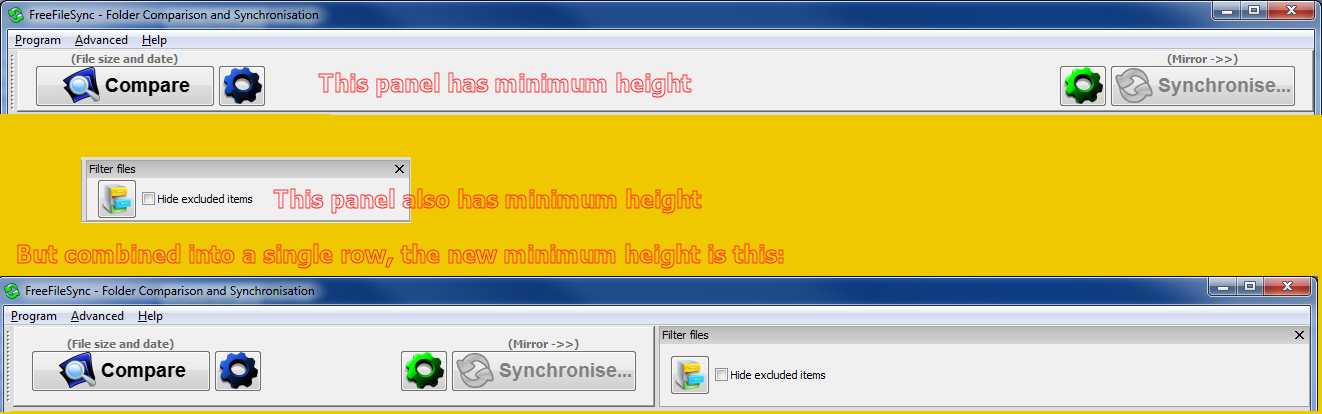 FreeFileSync - Folder Comparison and Synchronisation
Program Advanced Help
(File size and date) (Mirror ->>)
Compare This panel has minimum height Synchronise...
Filter files
Hide excluded items This panel also has minimum height
But combined into a single row, the new minimum height is this:
FreeFileSync - Folder Comparison and Synchronisation
Program Advanced Help
Filter files
(File size and date) (Mirror ->>)
Compare Synchronise... Hide excluded items